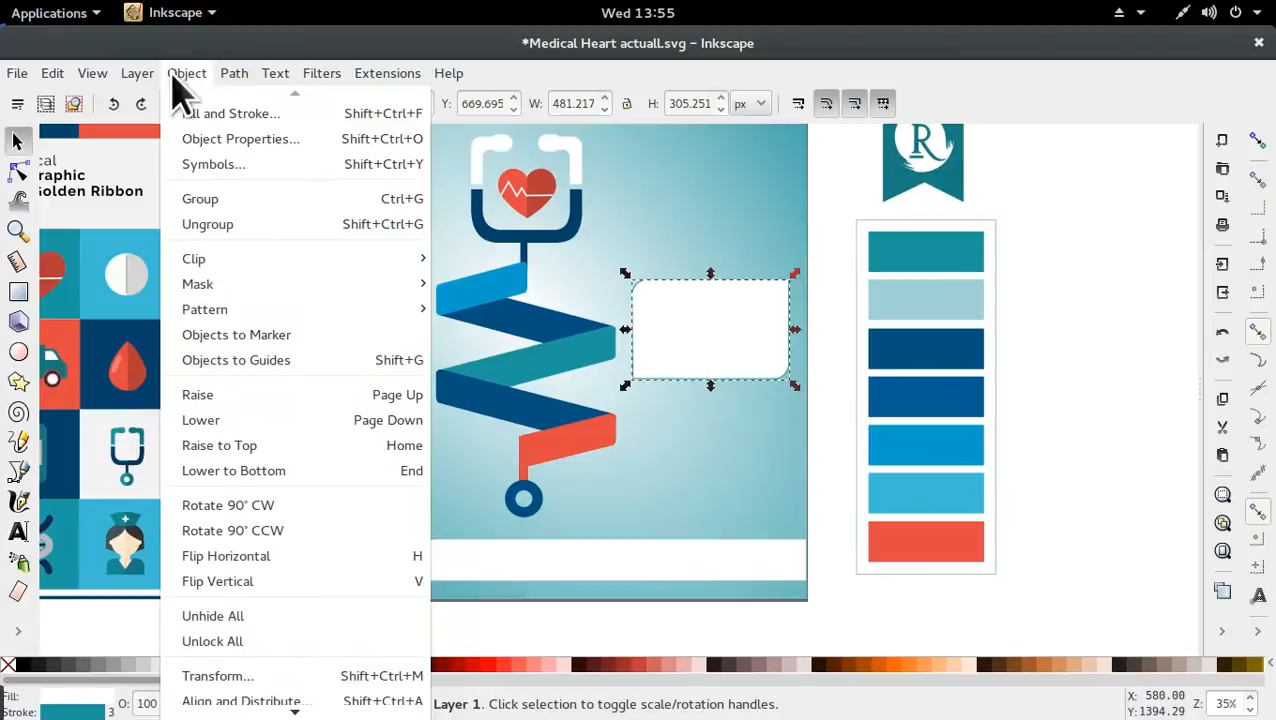 Applications Inkscape Wed 13:55
*Medical Heart actuall.svg – Inkscape
File Edit View Layer Object Path Text Filters Extensions Help
Y: 669.695 W: 481.217 H: 305.251 px
ill and Stroke... Shift+Ctrl+F
Object Properties... Shift+Ctrl+O
Symbols... Shift+Ctrl+Y
Group Ctrl+G
Ungroup Shift+Ctrl+G
Clip
Mask
Pattern
Objects to Marker
Objects to Guides Shift+G
Raise Page Up
Lower Page Down
Raise to Top Home
Lower to Bottom End
Rotate 90° CW
Rotate 90° CCW
Flip Horizontal H
Flip Vertical V
Unhide All
Unlock All
Transform... Shift+Ctrl+M
Align and Distribute... Shift+Ctrl+A
ical
graphic
Golden Ribbon
R
Fill:
Stroke: 3 O: 100
Layer 1. Click selection to toggle scale/rotation handles.
X: 580.00
Y: 1394.29
Z: 35%